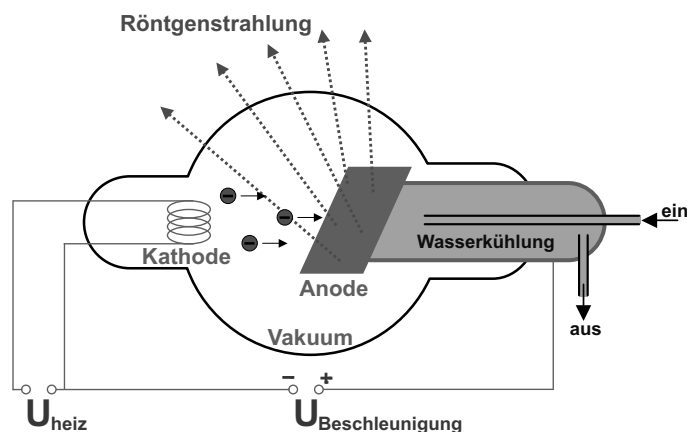 Röntgenstrahlung
ein
Wasserkühlung
Kathode
Anode
aus
Vakuum
− +
Uheiz
UBeschleunigung